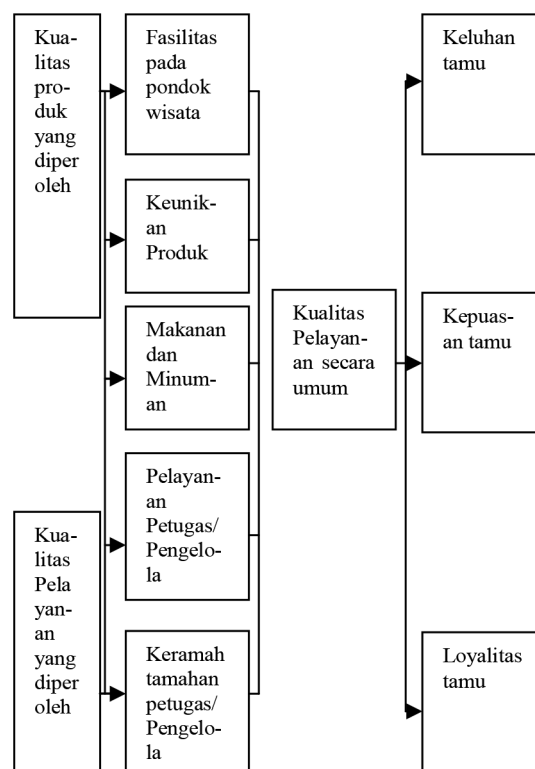 Kua-
litas
pro-
duk
yang
diper
oleh
Fasilitas
pada
pondok
wisata
Keunik-
an
Produk
Makanan
dan
Minum-
an
Kua-
litas
Pela
yan-
an
yang
diper
oleh
Pelayan-
an
Petugas/
Pengelo-
la
Keramah
tamahan
petugas/
Pengelo-
la
Kualitas
Pelayan-
an secara
umum
Keluhan
tamu
Kepuas-
an tamu
Loyalitas
tamu